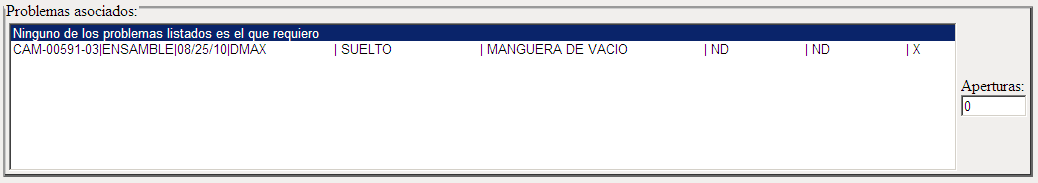 Problemas asociados:
Ninguno de los problemas listados es el que requiero
CAM-00591-03|ENSAMBLE|08/25/10|DMAX | SUELTO | MANGUERA DE VACIO | ND | ND | X
Aperturas:
0